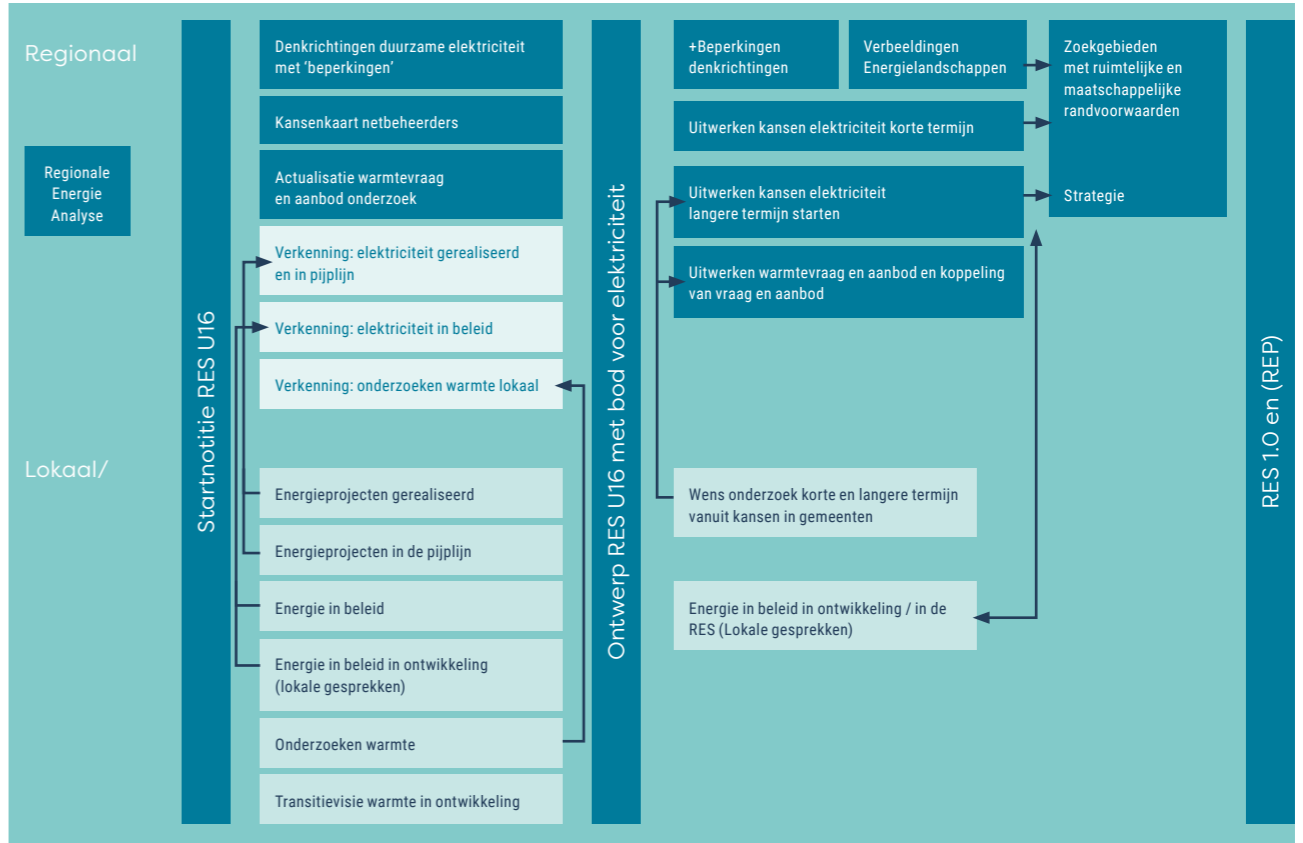 Regionaal
Regionale
Energie
Analyse
Lokaal/
Startnotitie RES U16
Denkrichtingen duurzame elektriciteit
met ‘beperkingen’
Kansenkaart netbeheerders
Actualisatie warmtevraag
en aanbod onderzoek
Verkenning: elektriciteit gerealiseerd
en in pijplijn
Verkenning: elektriciteit in beleid
Verkenning: onderzoeken warmte lokaal
Energieprojecten gerealiseerd
Energieprojecten in de pijplijn
Energie in beleid
Energie in beleid in ontwikkeling
(lokale gesprekken)
Onderzoeken warmte
Transitievisie warmte in ontwikkeling
Ontwerp RES U16 met bod voor elektriciteit
+Beperkingen
denkrichtingen
Verbeeldingen
Energielandschappen
Uitwerken kansen elektriciteit korte termijn
Uitwerken kansen elektriciteit
langere termijn starten
Uitwerken warmtevraag en aanbod en koppeling
van vraag en aanbod
Wens onderzoek korte en langere termijn
vanuit kansen in gemeenten
Energie in beleid in ontwikkeling / in de
RES (Lokale gesprekken)
Zoekgebieden
met ruimtelijke en
maatschappelijke
randvoorwaarden
Strategie
RES 1.0 en (REP)